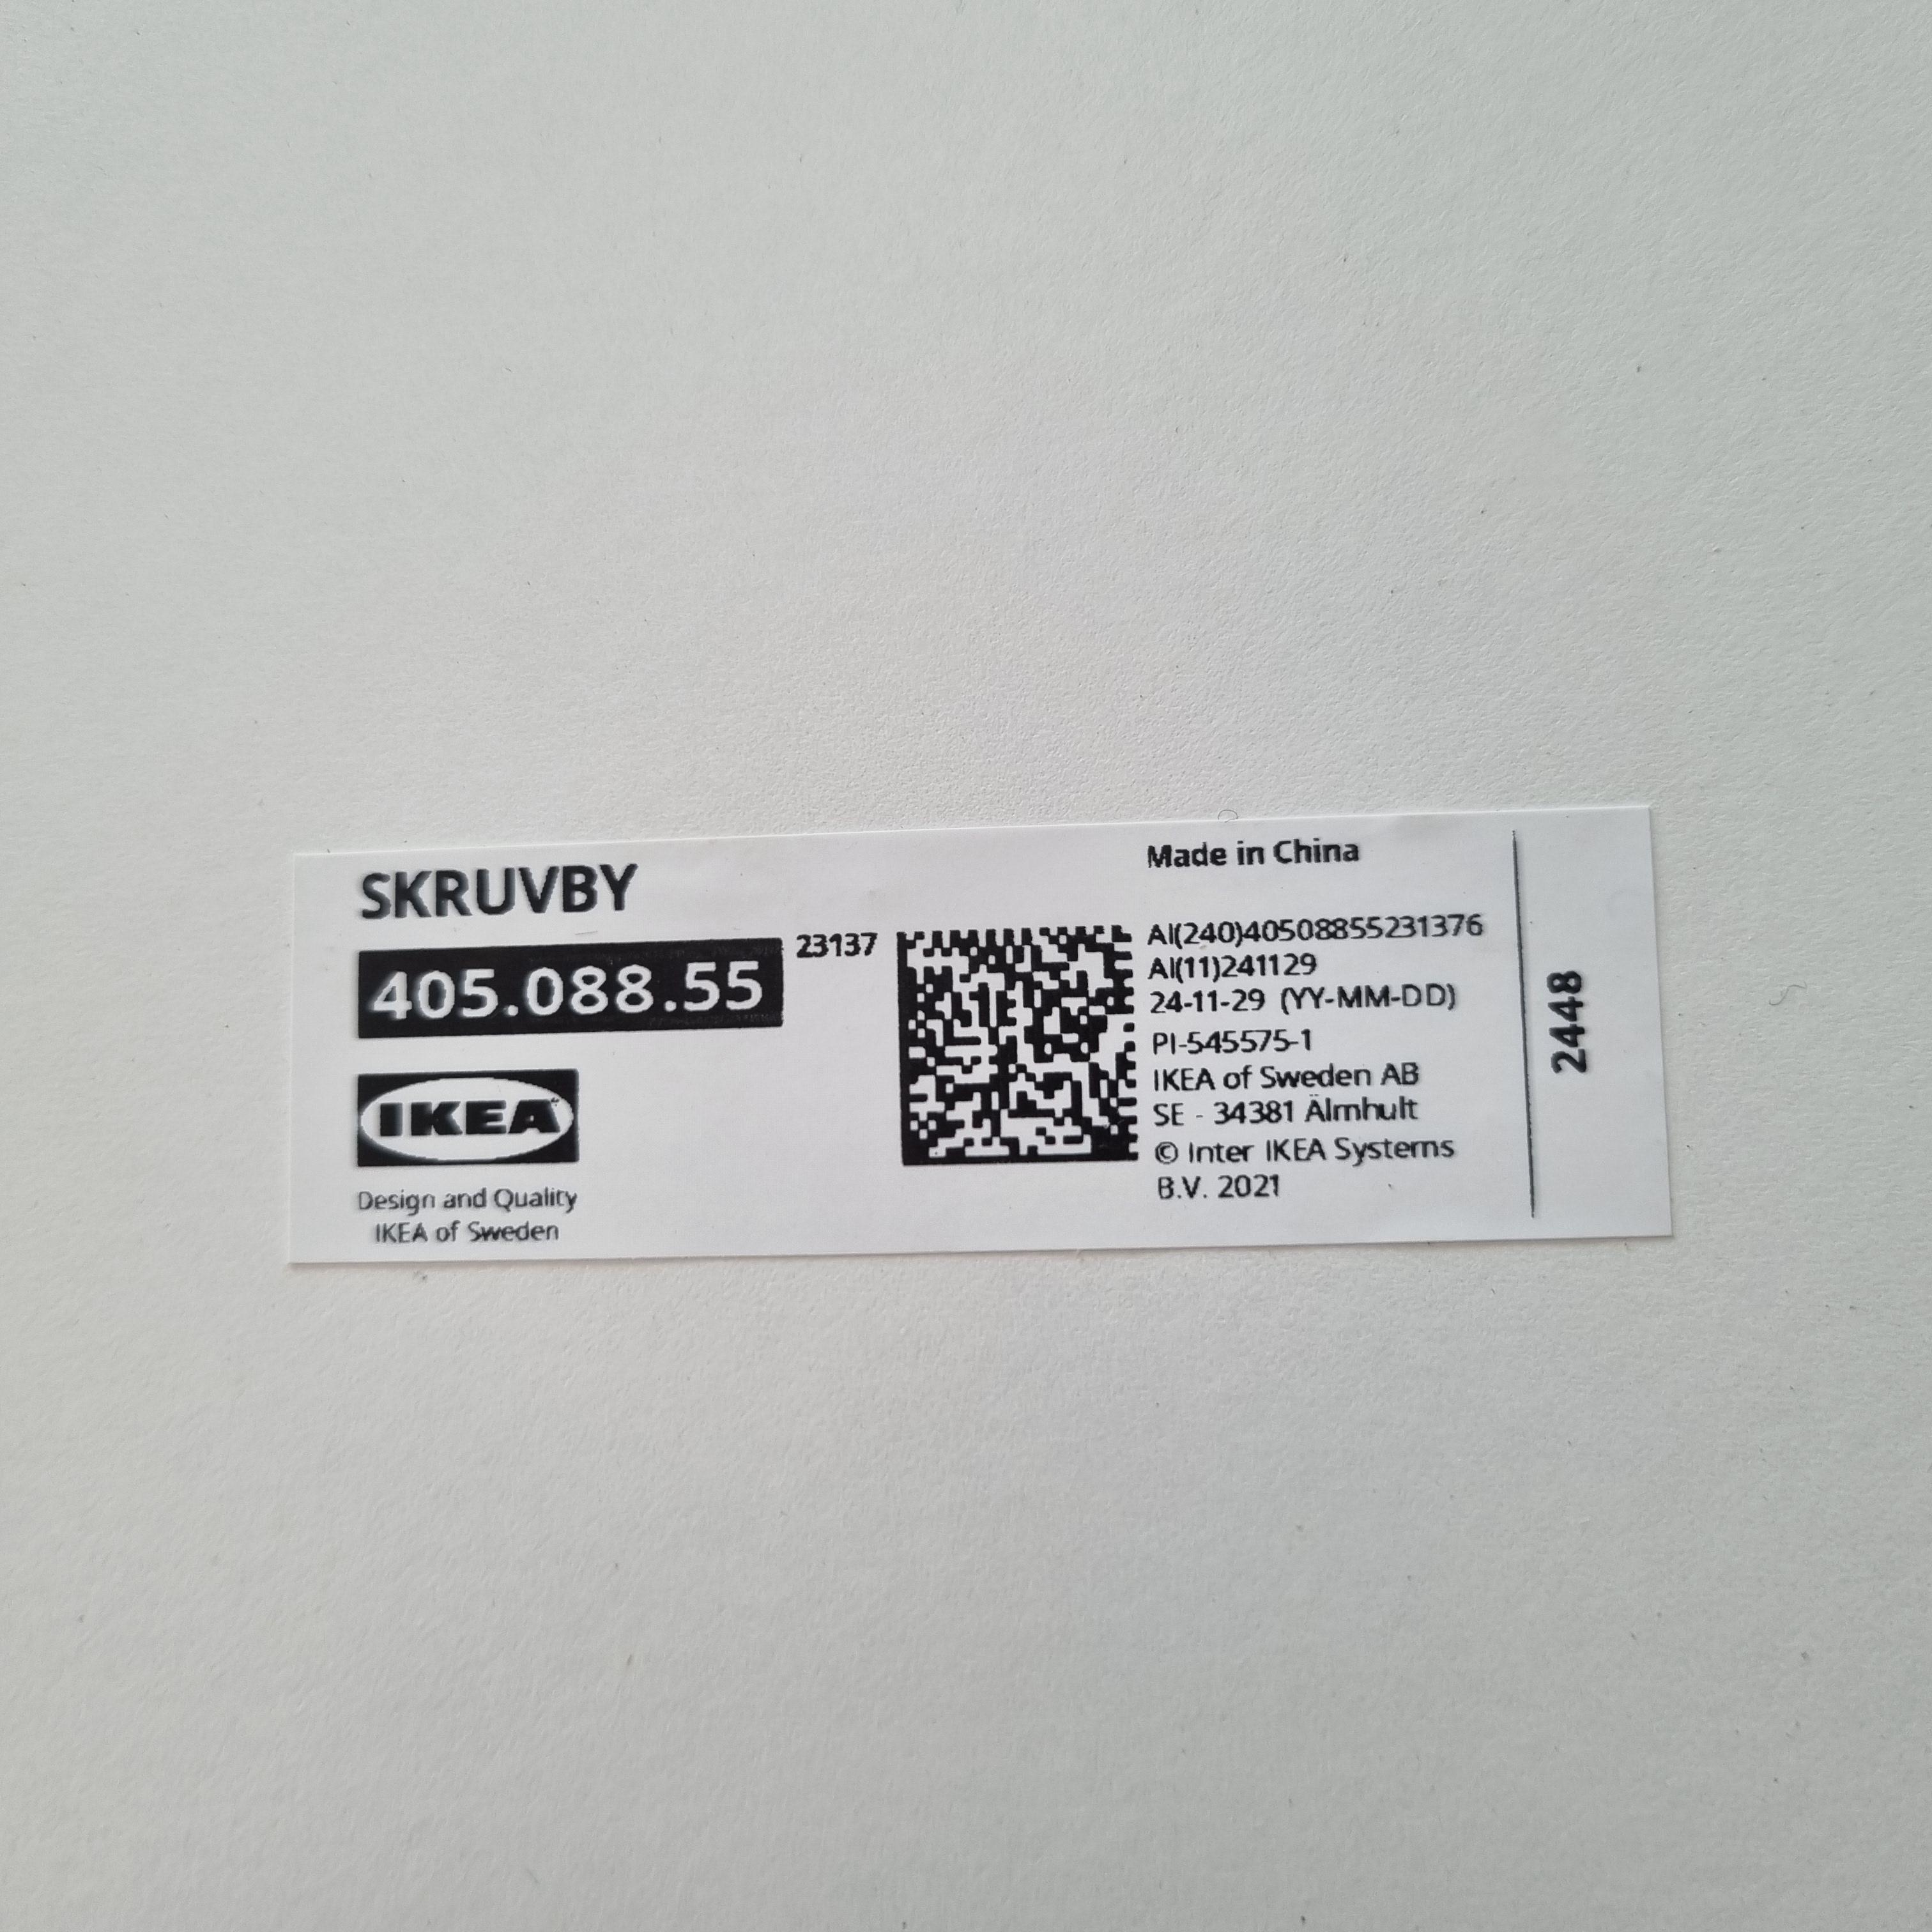 SKRUVBY
405.088.55
23137
IKEA
Design and Quality
IKEA of Sweden
Made in China
AI(240)40508855231376
AI(11)241129
24-11-29 (YY-MM-DD)
PI-545575-1
IKEA of Sweden AB
SE - 34381 Älmhult
© Inter IKEA Systems
B.V. 2021
2448